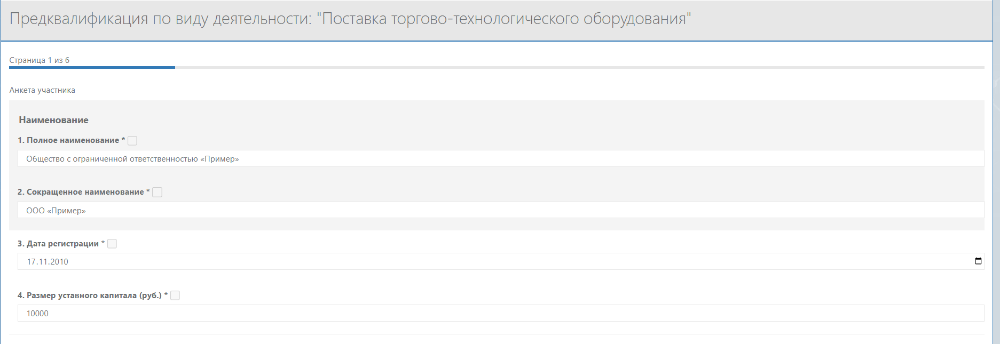 Предквалификация по виду деятельности: "Поставка торгово-технологического оборудования"
Страница 1 из 6
Анкета участника
Наименование
1. Полное наименование *
Общество с ограниченной ответственностью «Пример»
2. Сокращенное наименование *
ООО «Пример»
3. Дата регистрации *
17.11.2010
4. Размер уставного капитала (руб.) *
10000